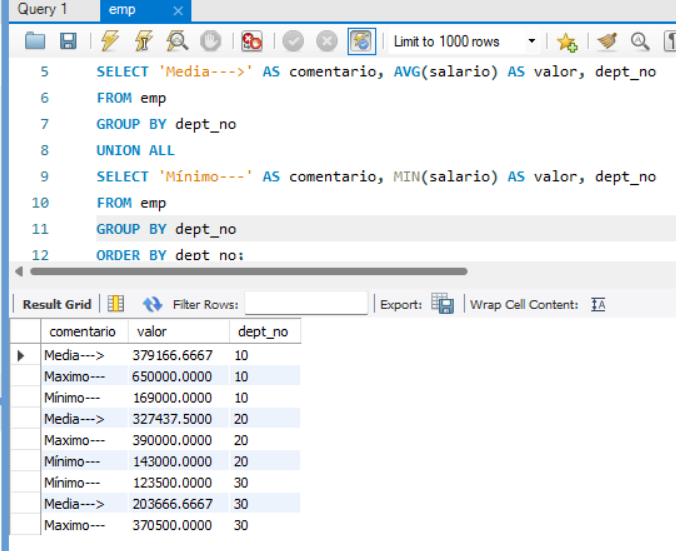 Query 1 emp
Limit to 1000 rows
5 SELECT 'Media--->' AS comentario, AVG(salario) AS valor, dept_no
6 FROM emp
7 GROUP BY dept_no
8 UNION ALL
9 SELECT 'Mínimo---' AS comentario, MIN(salario) AS valor, dept_no
10 FROM emp
11 GROUP BY dept_no
12 ORDER BY dept_no;
Result Grid Filter Rows: Export: Wrap Cell Content:
comentario valor dept_no
Media---> 379166.6667 10
Maximo--- 650000.0000 10
Mínimo--- 169000.0000 10
Media---> 327437.5000 20
Maximo--- 390000.0000 20
Mínimo--- 143000.0000 20
Mínimo--- 123500.0000 30
Media---> 203666.6667 30
Maximo--- 370500.0000 30